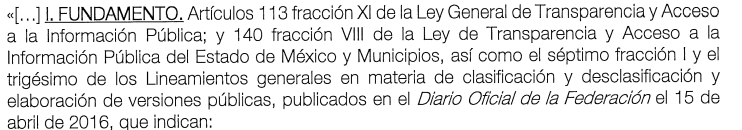 «[…] I. FUNDAMENTO. Artículos 113 fracción XI de la Ley General de Transparencia y Acceso
a la Información Pública; y 140 fracción VIII de la Ley de Transparencia y Acceso a la
Información Pública del Estado de México y Municipios, así como el séptimo fracción I y el
trigésimo de los Lineamientos generales en materia de clasificación y desclasificación y
elaboración de versiones públicas, publicados en el Diario Oficial de la Federación el 15 de
abril de 2016, que indican: